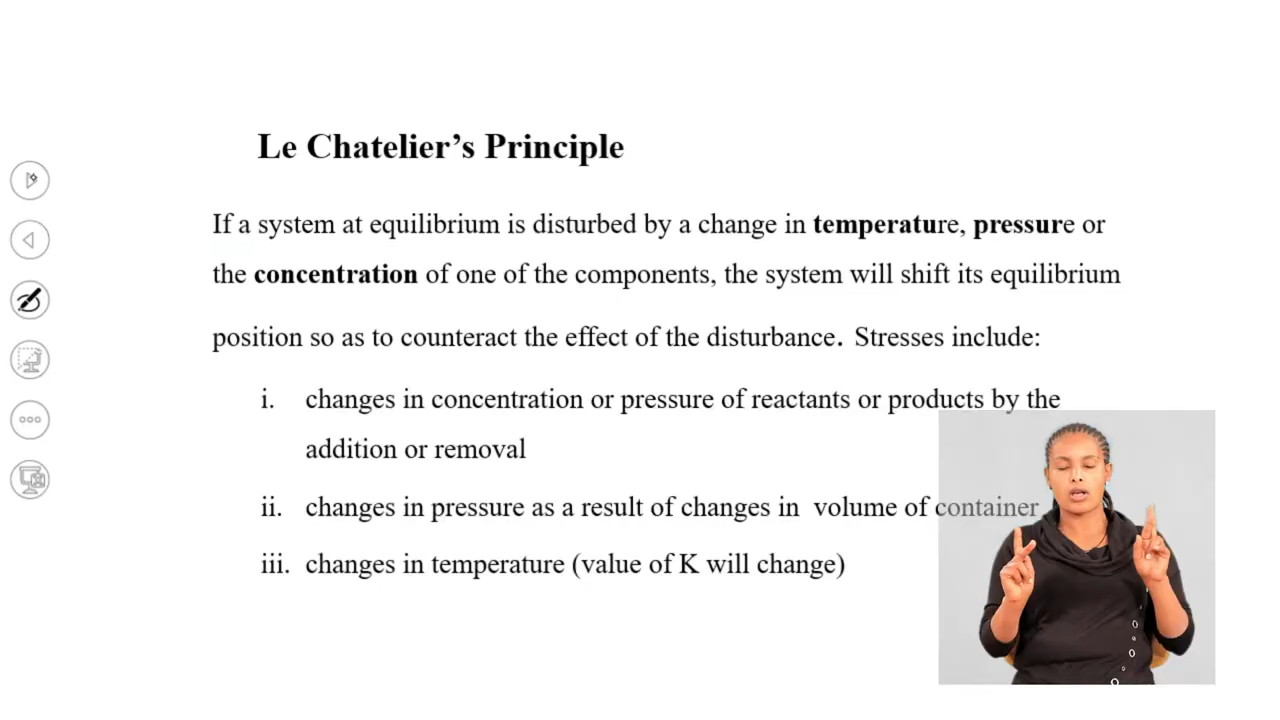 Le Chatelier’s Principle
If a system at equilibrium is disturbed by a change in temperature, pressure or
the concentration of one of the components, the system will shift its equilibrium
position so as to counteract the effect of the disturbance. Stresses include:
i. changes in concentration or pressure of reactants or products by the
addition or removal
ii. changes in pressure as a result of changes in volume of container
iii. changes in temperature (value of K will change)